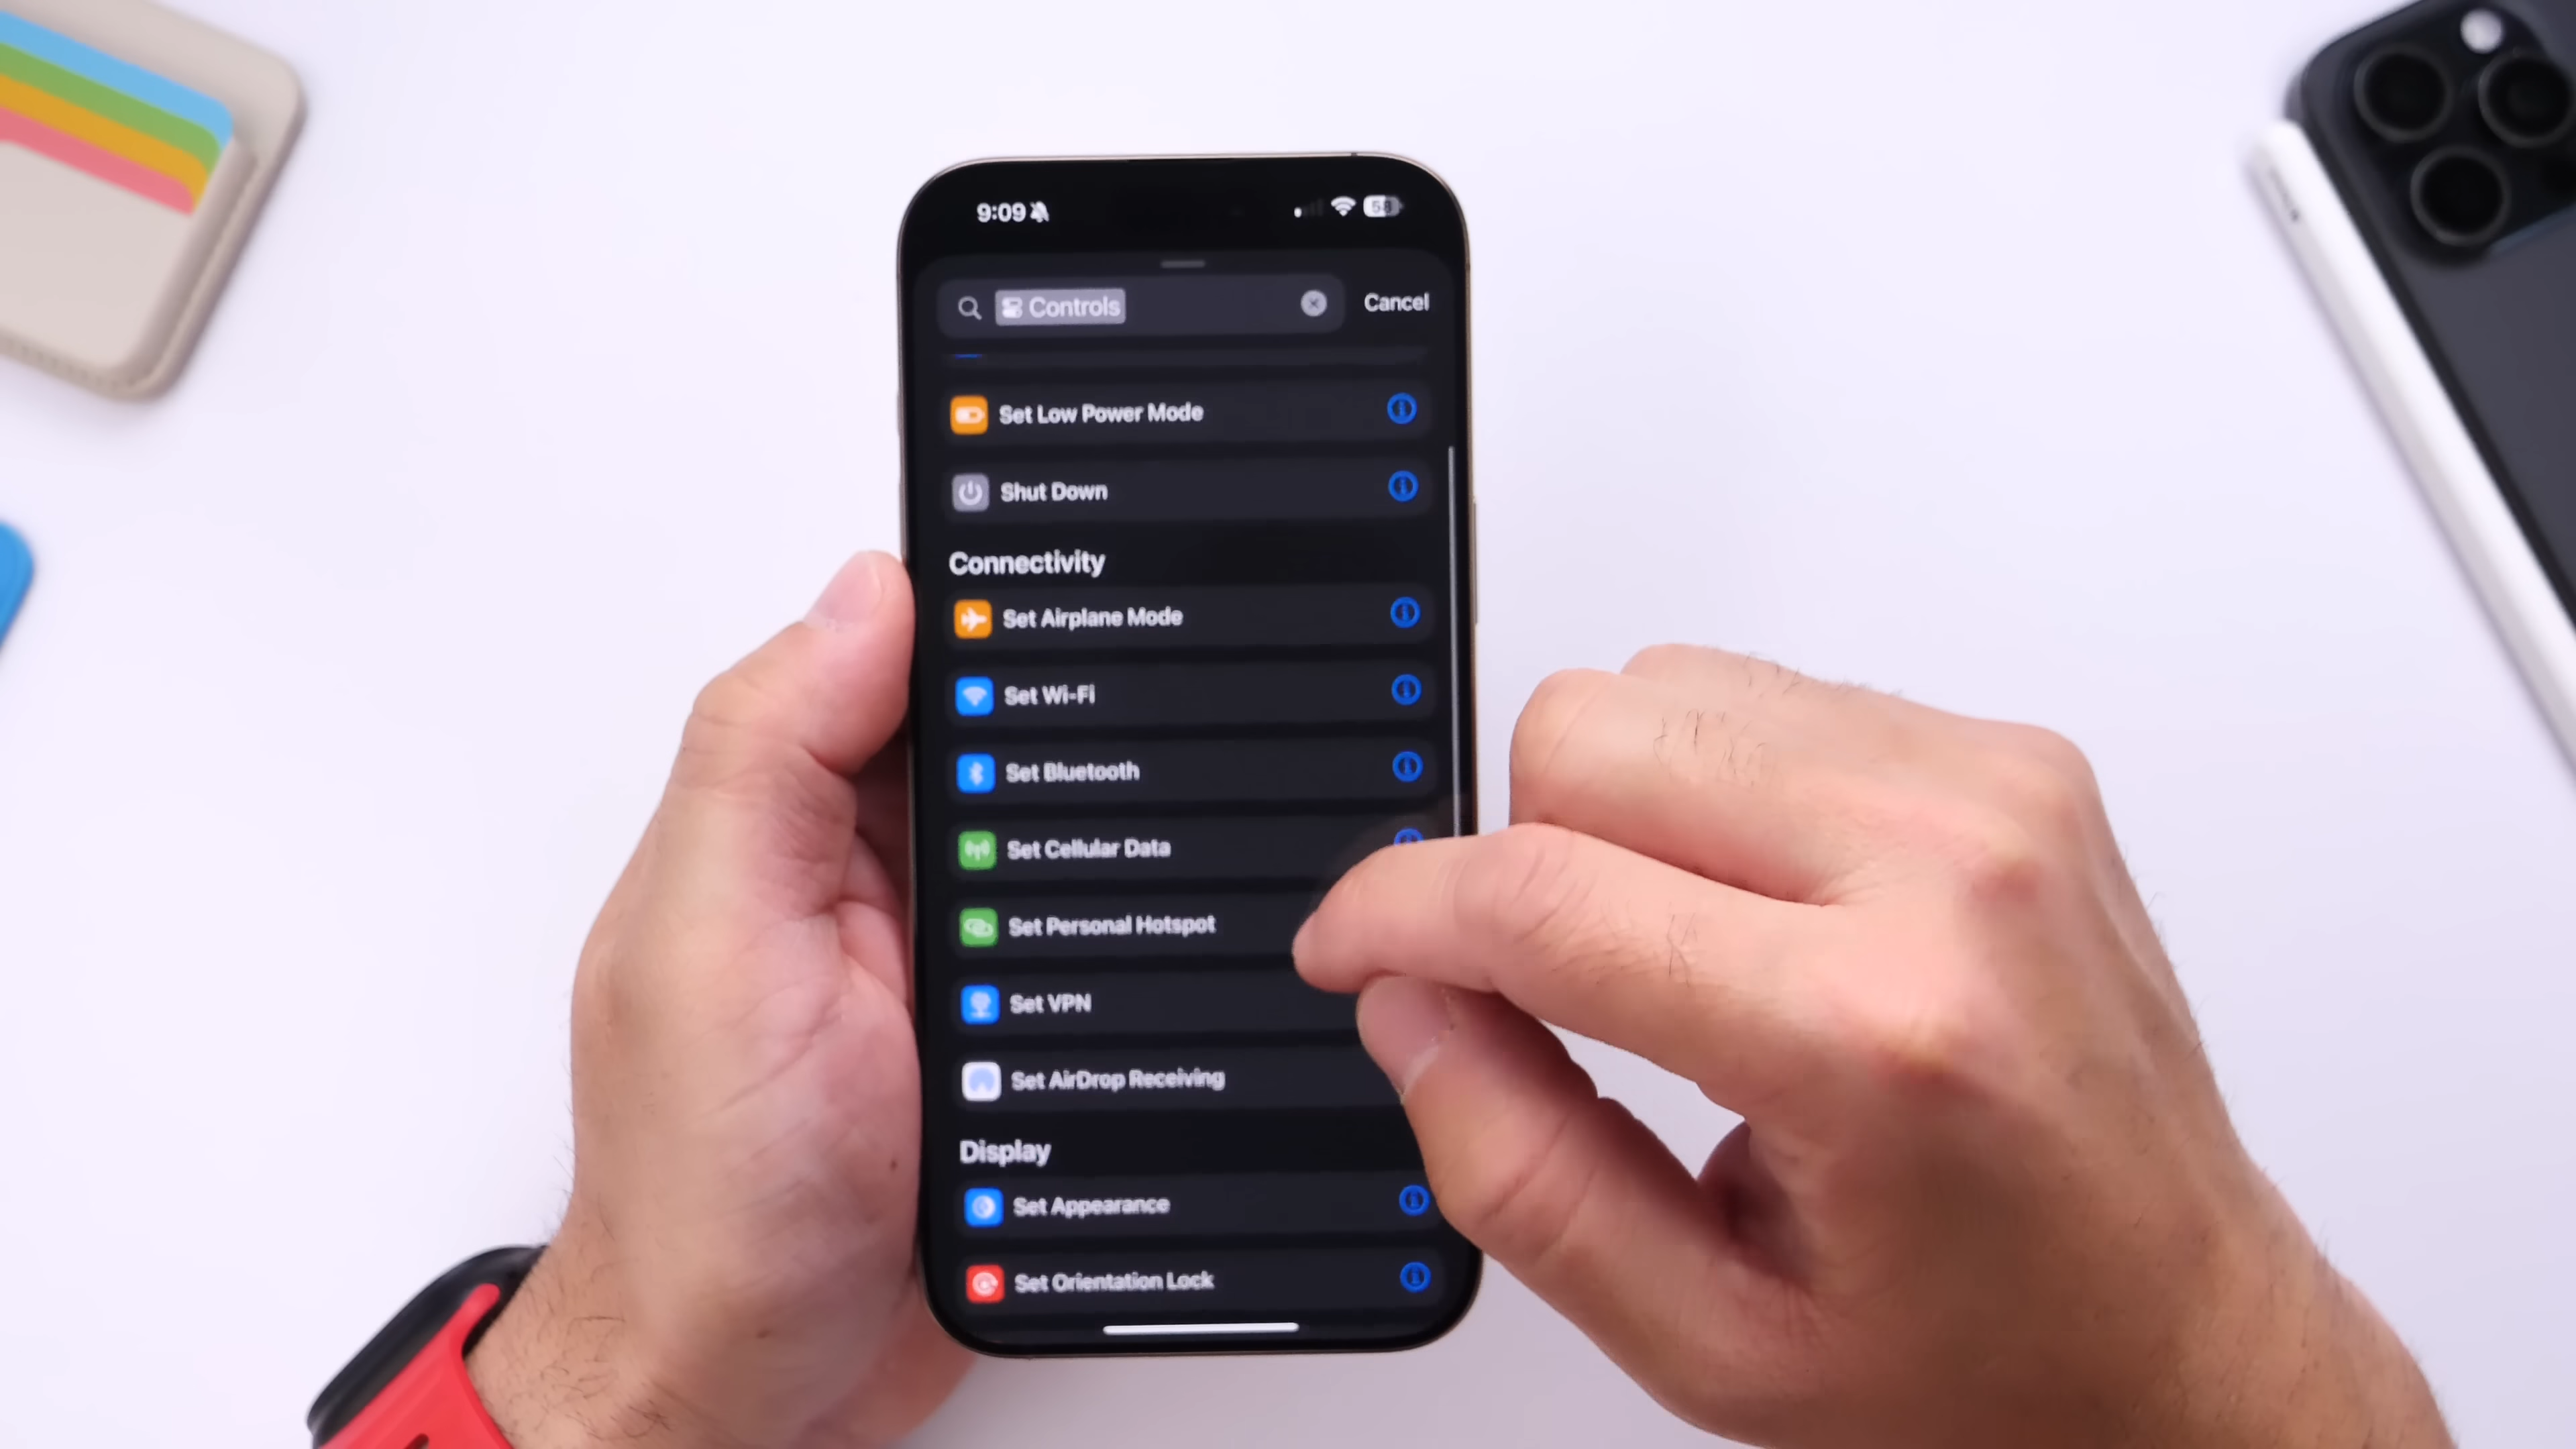 9:09
58
Controls
Cancel
Set Low Power Mode
Shut Down
Connectivity
Set Airplane Mode
Set Wi-Fi
Set Bluetooth
Set Cellular Data
Set Personal Hotspot
Set VPN
Set AirDrop Receiving
Display
Set Appearance
Set Orientation Lock